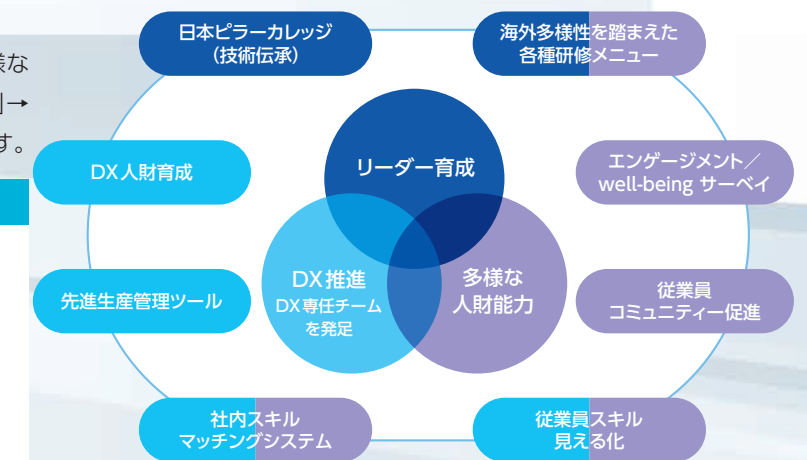 日本ピラーカレッジ
（技術伝承）
海外多様性を踏まえた
各種研修メニュー
様な
→
す。
DX人財育成
リーダー育成
エンゲージメント／
well-being サーベイ
DX推進
DX専任チーム
を発足
多様な
人財能力
先進生産管理ツール
従業員
コミュニティー促進
社内スキル
マッチングシステム
従業員スキル
見える化